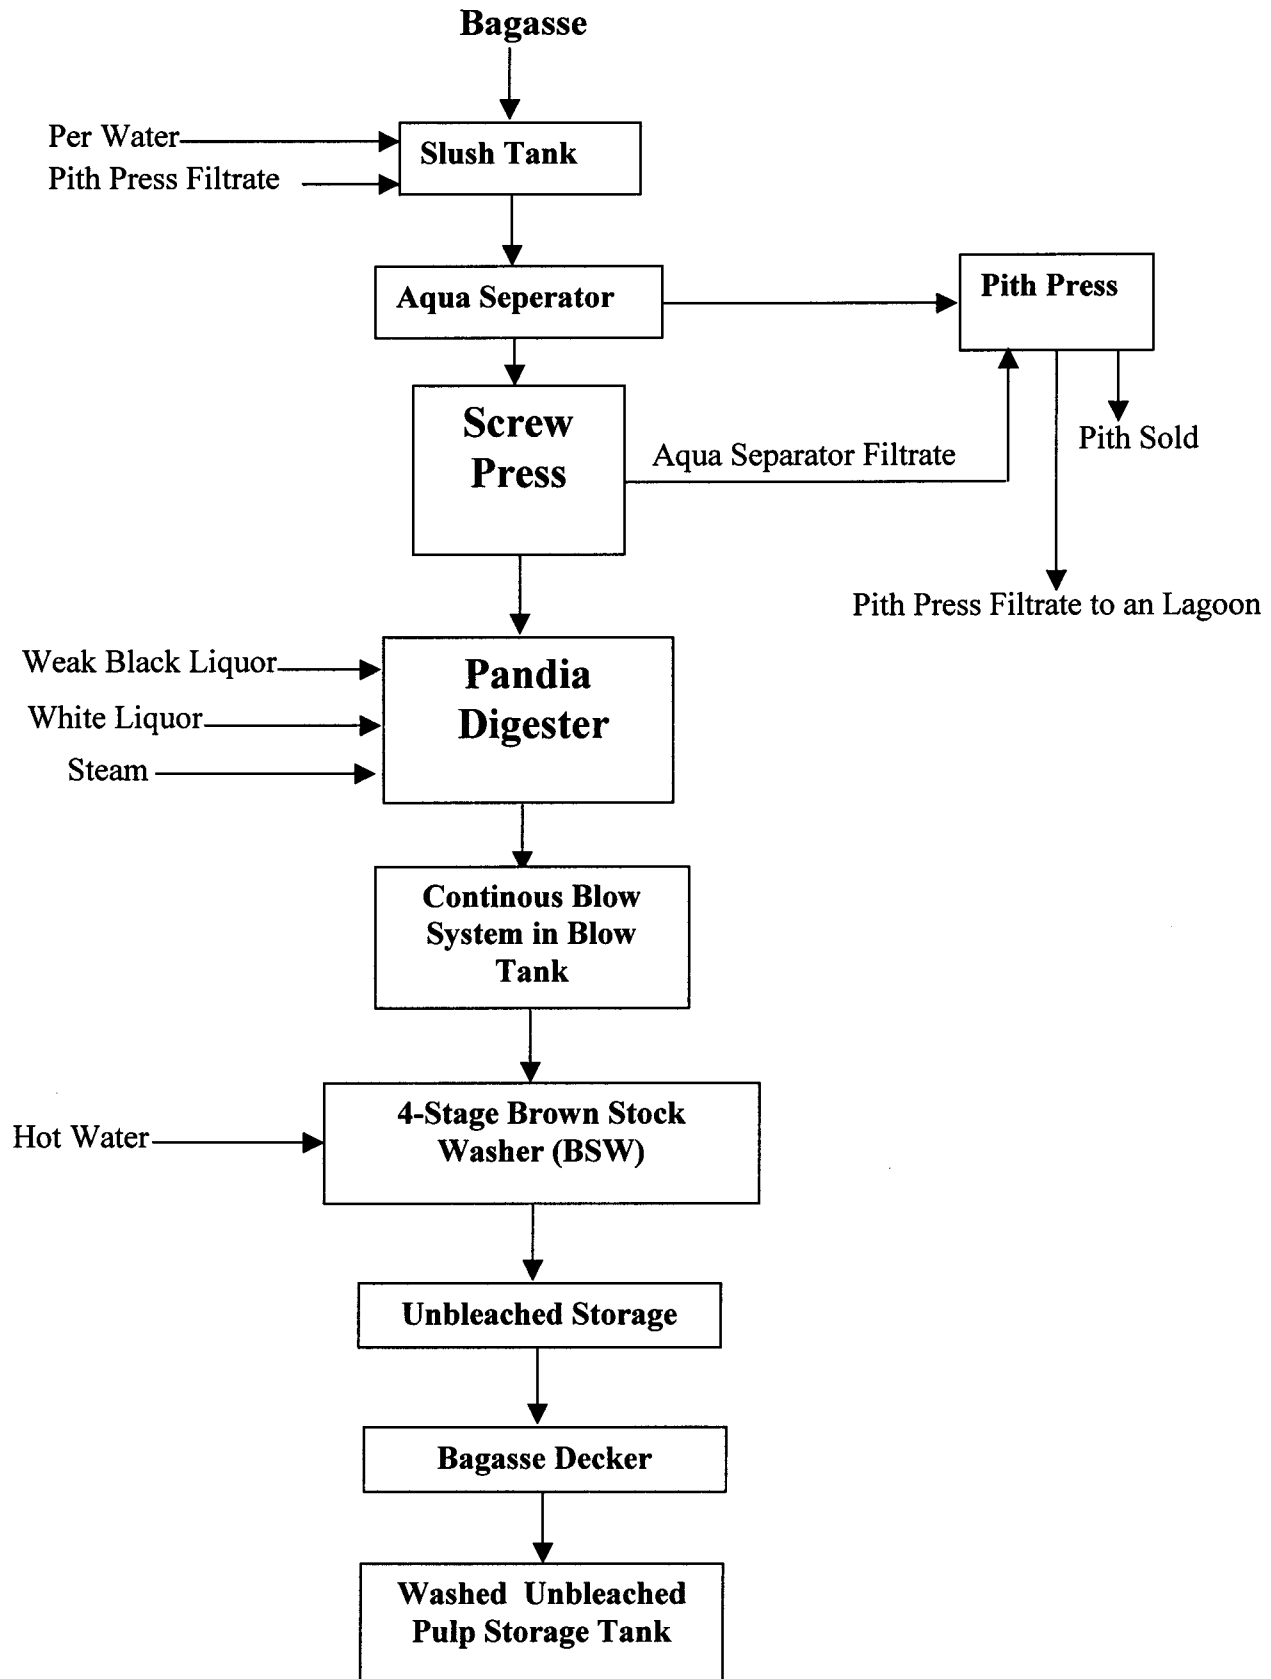 Bagasse
Per Water
Slush Tank
Pith Press Filtrate
Aqua Seperator
Pith Press
Screw
Press
Aqua Separator Filtrate
Pith Sold
Pith Press Filtrate to an Lagoon
Weak Black Liquor
White Liquor
Steam
Pandia
Digester
Continous Blow
System in Blow
Tank
Hot Water
4-Stage Brown Stock
Washer (BSW)
Unbleached Storage
Bagasse Decker
Washed Unbleached
Pulp Storage Tank